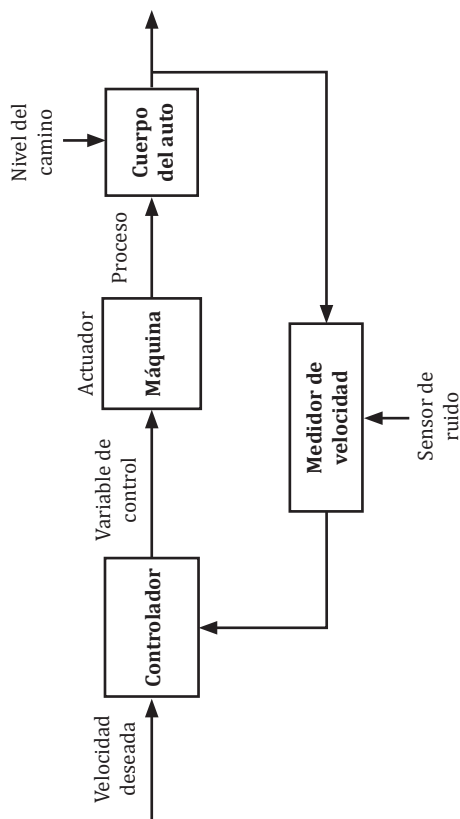 Velocidad
deseada
Controlador
Variable de
control
Actuador
Máquina
Proceso
Nivel del
camino
Cuerpo
del auto
Medidor de
velocidad
Sensor de
ruido